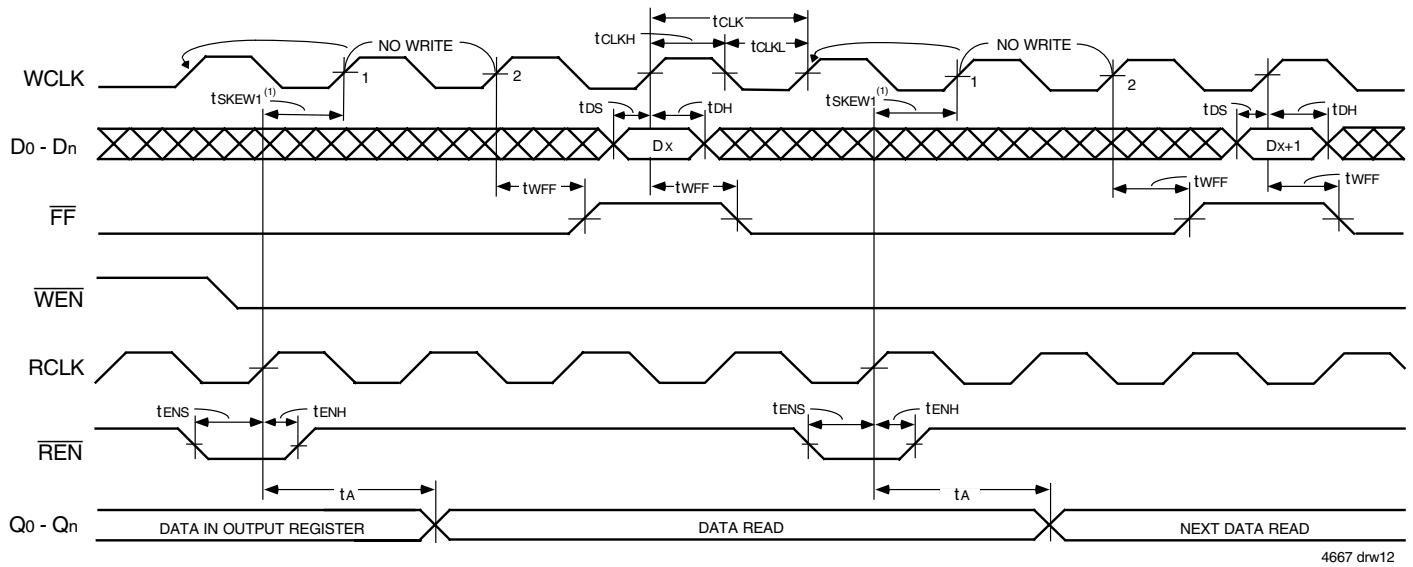 tCLK
NO WRITE tCLKH tCLKL NO WRITE
WCLK 1 2 1 2
tSKEW1(1) tDS tDH tSKEW1(1) tDS tDH
D0 - Dn DX DX+1
tWFF tWFF tWFF tWFF
FF
WEN
RCLK
tENS tENH tENS tENH
REN
tA tA
Q0 - Qn DATA IN OUTPUT REGISTER DATA READ NEXT DATA READ
4667 drw12